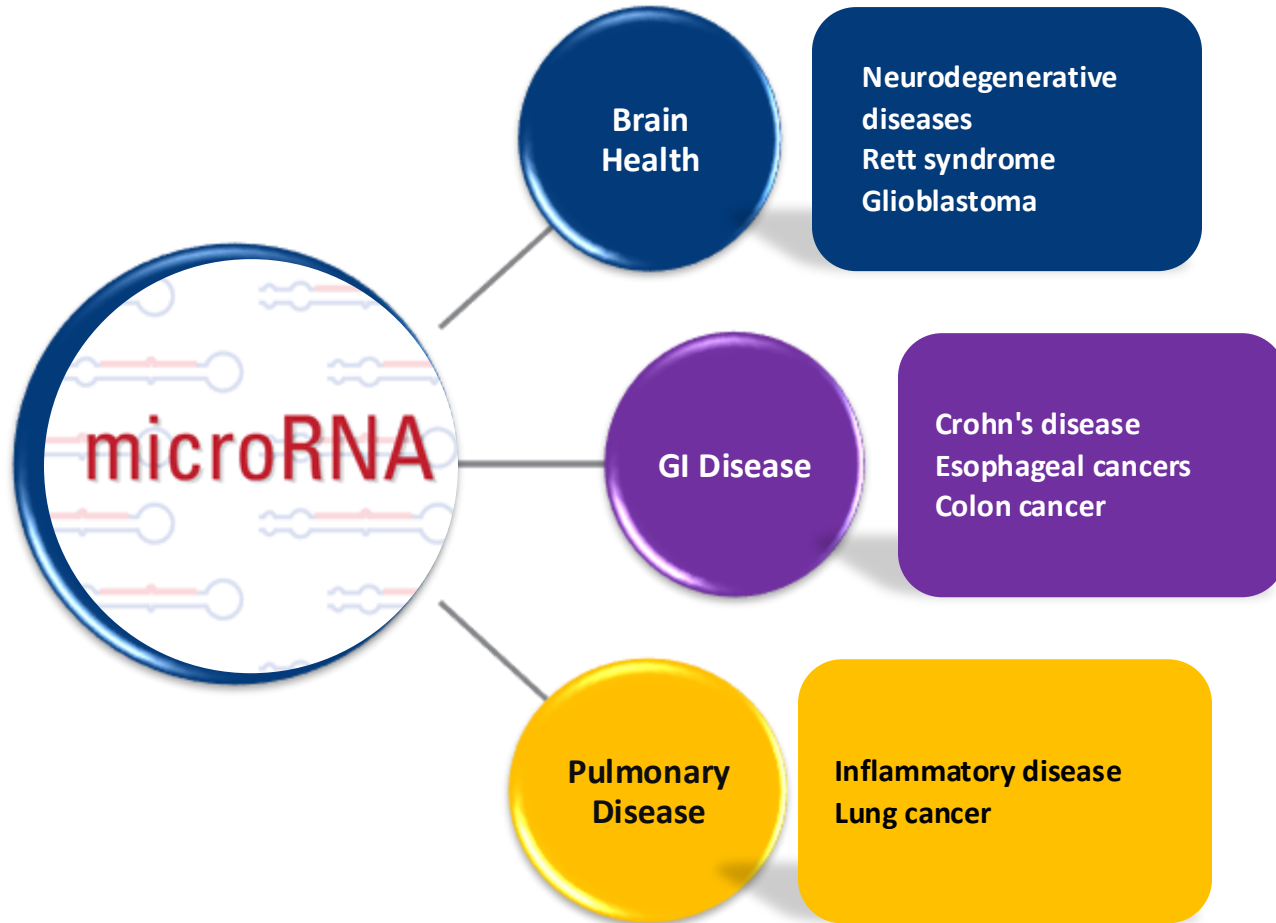 Brain
Health
Neurodegenerative
diseases
Rett syndrome
Glioblastoma
microRNA
GI Disease
Crohn's disease
Esophageal cancers
Colon cancer
Pulmonary
Disease
Inflammatory disease
Lung cancer